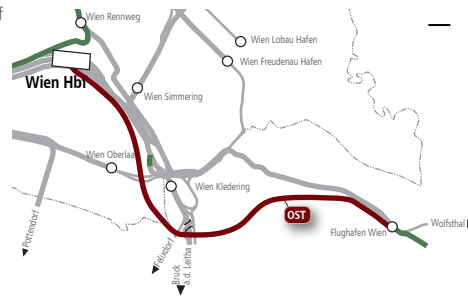 f
Wien Rennweg
Wien Lobau Hafen
Wien Freudenau Hafen
Wien Hbf
Wien Simmering
Wien Oberlaa
Wien Kledering
OST
Flughafen Wien
Wolfsthal
Pottendorf
Felixdorf
Bruck
a.d. Leitha